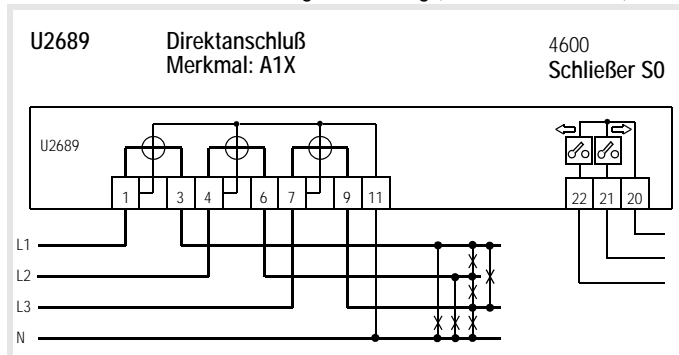 U2689 Direktanschluß 4600
Merkmal: A1X Schließer S0
U2689
1 3 4 6 7 9 11 22 21 20
L1
L2
L3
N